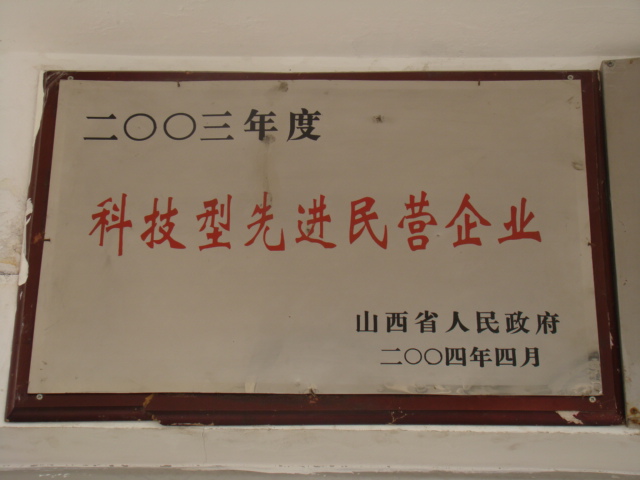 二〇〇三年度
科技型先进民营企业
山西省人民政府
二〇〇四年四月